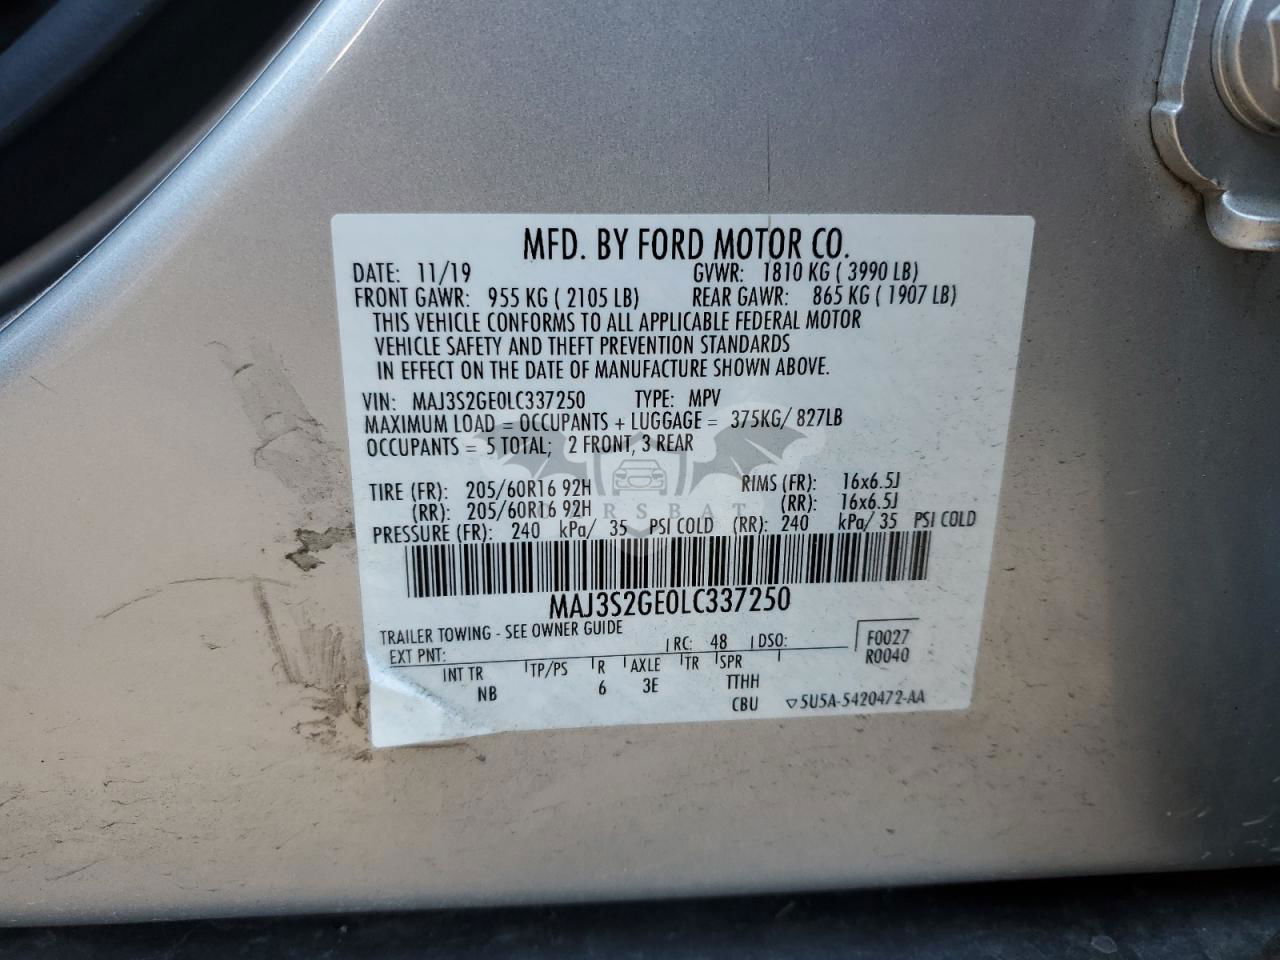 MFD. BY FORD MOTOR CO.
DATE: 11/19 GVWR: 1810 KG ( 3990 LB)
FRONT GAWR: 955 KG ( 2105 LB) REAR GAWR: 865 KG ( 1907 LB)
THIS VEHICLE CONFORMS TO ALL APPLICABLE FEDERAL MOTOR
VEHICLE SAFETY AND THEFT PREVENTION STANDARDS
IN EFFECT ON THE DATE OF MANUFACTURE SHOWN ABOVE.
VIN: MAJ3S2GE0LC337250 TYPE: MPV
MAXIMUM LOAD = OCCUPANTS + LUGGAGE = 375KG/ 827LB
OCCUPANTS = 5 TOTAL; 2 FRONT, 3 REAR
TIRE (FR): 205/60R16 92H RIMS (FR): 16x6.5J
(RR): 205/60R16 92H (RR): 16x6.5J
PRESSURE (FR): 240 kPa/ 35 PSI COLD (RR): 240 kPa/ 35 PSI COLD
MAJ3S2GE0LC337250
TRAILER TOWING - SEE OWNER GUIDE
EXT PNT: RC: 48 DSO: F0027
R0040
INT TR TP/PS R AXLE TR SPR
NB 6 3E TTHH
CBU ▽5U5A-5420472-AA